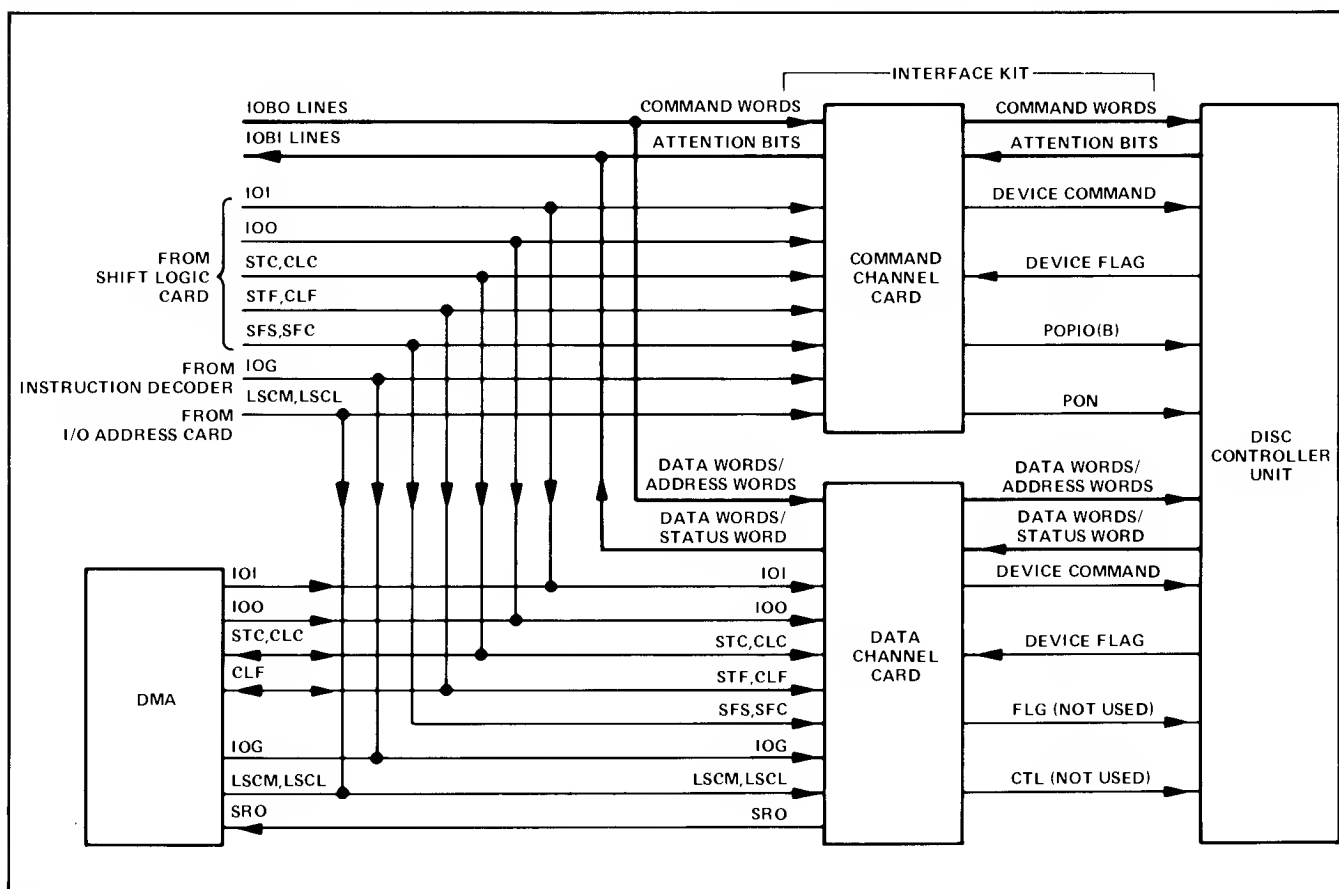 INTERFACE KIT
IOBO LINES
COMMAND WORDS
COMMAND WORDS
IOBI LINES
ATTENTION BITS
ATTENTION BITS
IOI
DEVICE COMMAND
IOO
FROM
SHIFT LOGIC
CARD
STC,CLC
COMMAND
CHANNEL
CARD
DEVICE FLAG
STF,CLF
SFS,SFC
POPIO(B)
FROM
INSTRUCTION DECODER
IOG
LSCM,LSCL
FROM
I/O ADDRESS CARD
PON
DISC
CONTROLLER
UNIT
DATA WORDS/
ADDRESS WORDS
DATA WORDS/
ADDRESS WORDS
DATA WORDS/
STATUS WORD
DATA WORDS/
STATUS WORD
IOI
IOI
DEVICE COMMAND
IOO
IOO
STC,CLC
STC,CLC
DATA
CHANNEL
CARD
DEVICE FLAG
DMA
CLF
STF,CLF
SFS,SFC
FLG (NOT USED)
IOG
IOG
LSCM,LSCL
LSCM,LSCL
CTL (NOT USED)
SRO
SRO